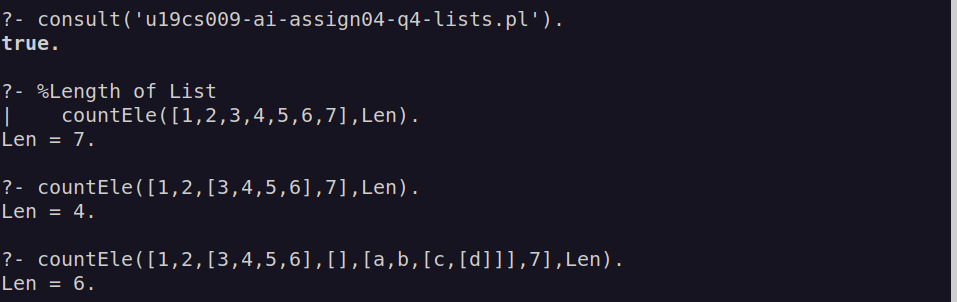 ?- consult('u19cs009-ai-assign04-q4-lists.pl').
true.
?- %Length of List
|    countEle([1,2,3,4,5,6,7],Len).
Len = 7.
?- countEle([1,2,[3,4,5,6],7],Len).
Len = 4.
?- countEle([1,2,[3,4,5,6],[],[a,b,[c,[d]]],7],Len).
Len = 6.